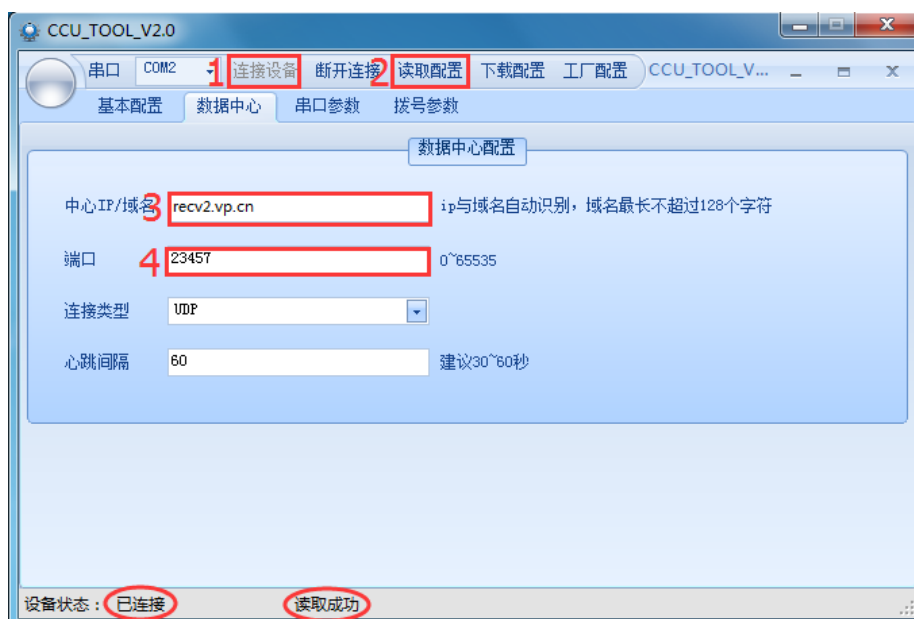 CCU_TOOL_V2.0
串口 COM2 1 连接设备 断开连接 2 读取配置 下载配置 工厂配置 CCU_TOOL_V...
基本配置 数据中心 串口参数 拨号参数
数据中心配置
中心IP/域名 3 recv2.vp.cn ip与域名自动识别，域名最长不超过128个字符
端口 4 23457 0~65535
连接类型 UDP
心跳间隔 60 建议30~60秒
设备状态： 已连接 读取成功